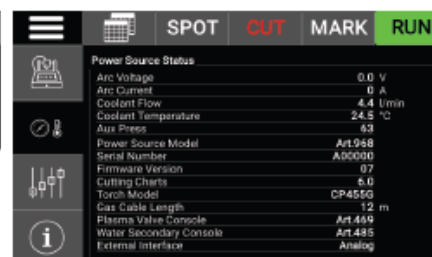 SPOT CUT MARK RUN
Power Source Status
Arc Voltage 0.0 V
Arc Current 0 A
Coolant Flow 4.4 l/min
Coolant Temperature 24.5 °C
Aux Press 63
Power Source Model Art.968
Serial Number A00000
Firmware Version 07
Cutting Charts 6.0
Torch Model CP455G
Gas Cable Length 12 m
Plasma Valve Console Art.469
Water Secondary Console Art.485
External Interface Analog
i